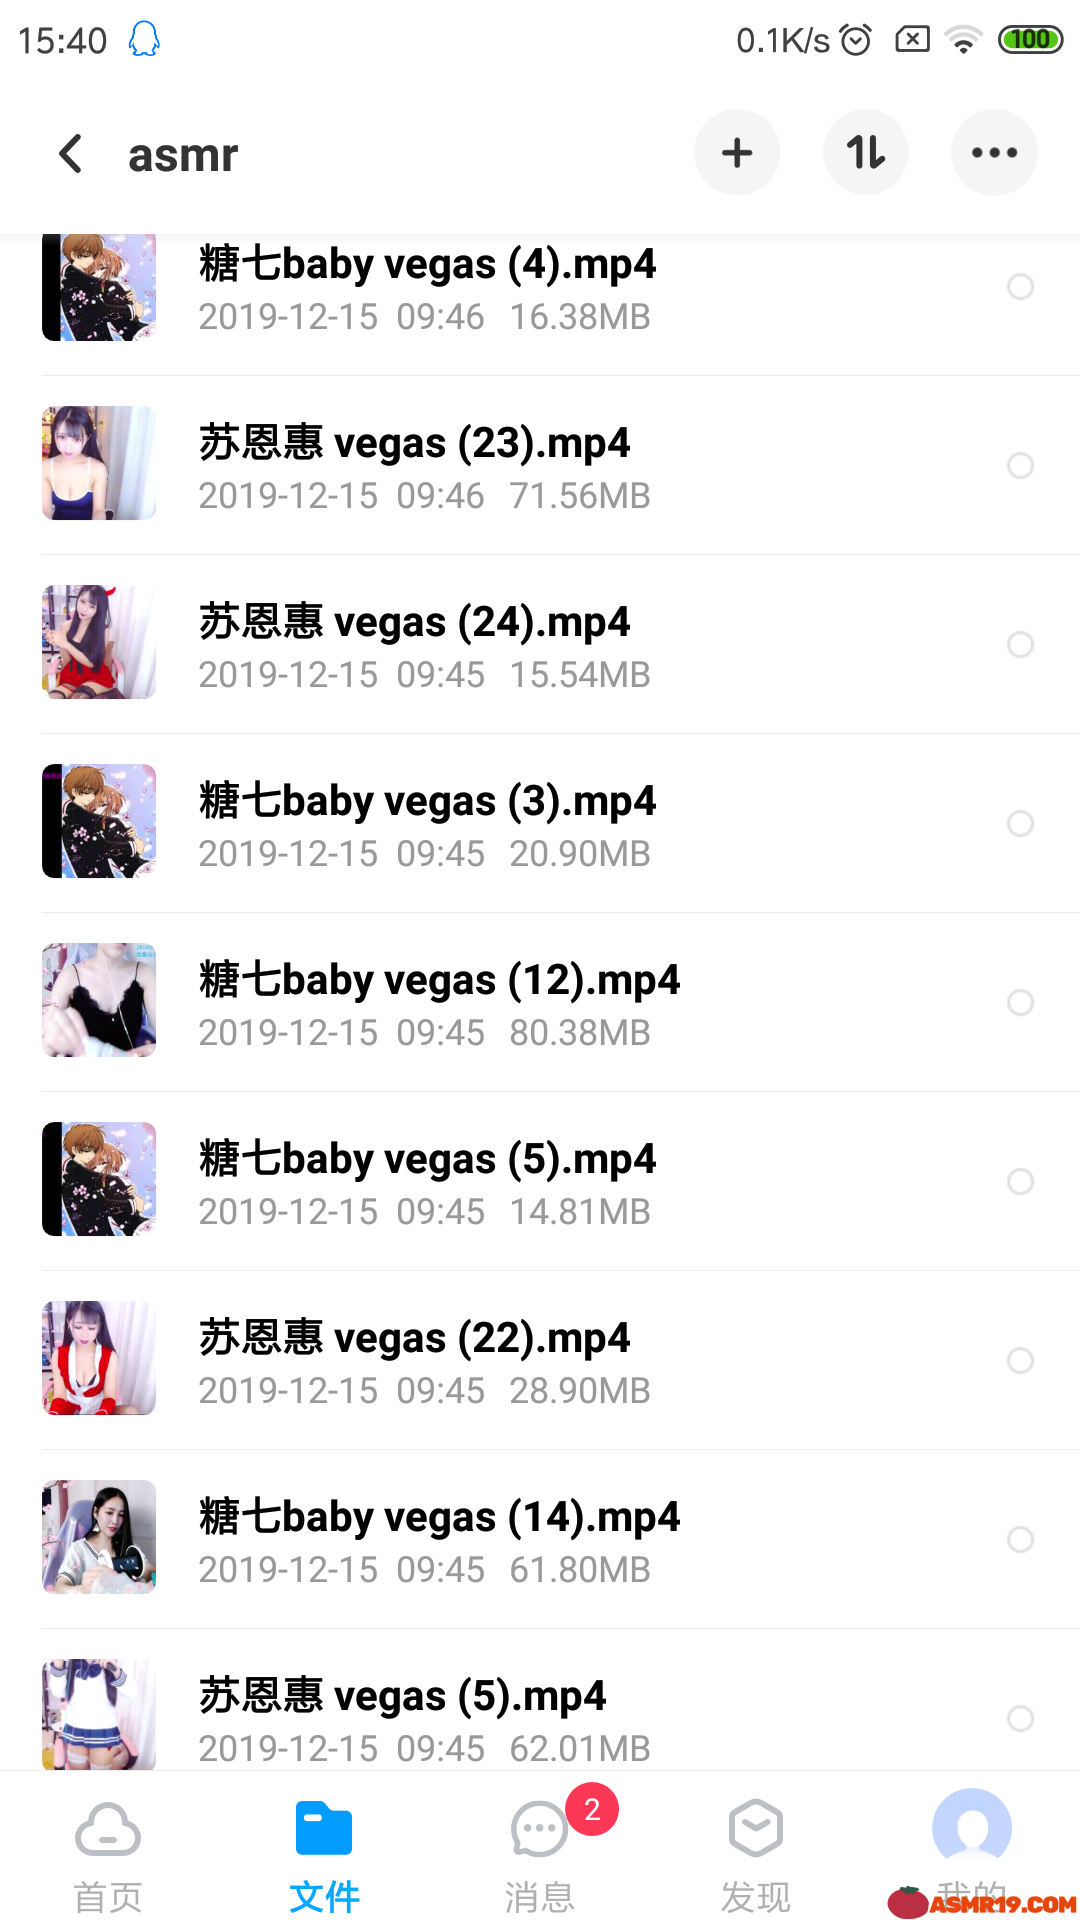 15:40
0.1K/s
100
asmr
糖七baby vegas (4).mp4
2019-12-15 09:46 16.38MB
苏恩惠 vegas (23).mp4
2019-12-15 09:46 71.56MB
苏恩惠 vegas (24).mp4
2019-12-15 09:45 15.54MB
糖七baby vegas (3).mp4
2019-12-15 09:45 20.90MB
糖七baby vegas (12).mp4
2019-12-15 09:45 80.38MB
糖七baby vegas (5).mp4
2019-12-15 09:45 14.81MB
苏恩惠 vegas (22).mp4
2019-12-15 09:45 28.90MB
糖七baby vegas (14).mp4
2019-12-15 09:45 61.80MB
苏恩惠 vegas (5).mp4
2019-12-15 09:45 62.01MB
2
首页
文件
消息
发现
我的
ASMR19.COM